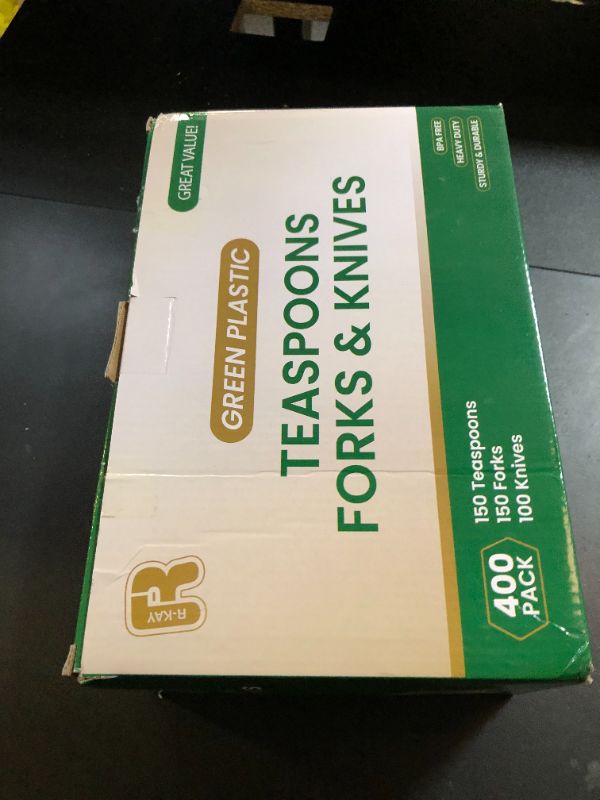 R-KAY
GREAT VALUE!
GREEN PLASTIC
TEASPOONS
FORKS & KNIVES
400
PACK
150 Teaspoons
150 Forks
100 Knives
BPA FREE
HEAVY DUTY
STURDY & DURABLE